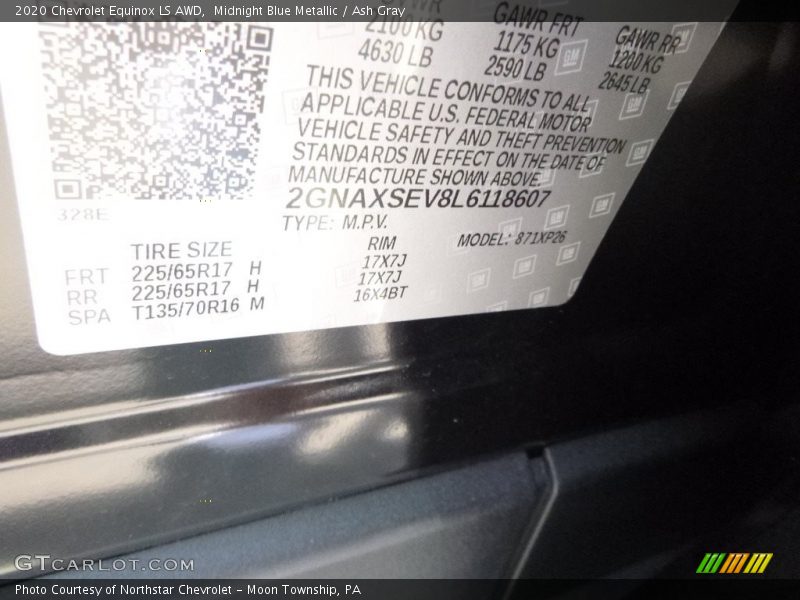 2020 Chevrolet Equinox LS AWD, Midnight Blue Metallic / Ash Gray
GAWR FRT
GAWR RR
2100 KG
1175 KG
1200 KG
4630 LB
2590 LB
2645 LB
THIS VEHICLE CONFORMS TO ALL
APPLICABLE U.S. FEDERAL MOTOR
VEHICLE SAFETY AND THEFT PREVENTION
STANDARDS IN EFFECT ON THE DATE OF
MANUFACTURE SHOWN ABOVE
2GNAXSEV8L6118607
328E
TYPE: M.P.V.
MODEL: 871XP26
TIRE SIZE RIM
FRT 225/65R17 H 17X7J
RR 225/65R17 H 17X7J
SPA T135/70R16 M 16X4BT
GTCARLOT.COM
Photo Courtesy of Northstar Chevrolet - Moon Township, PA